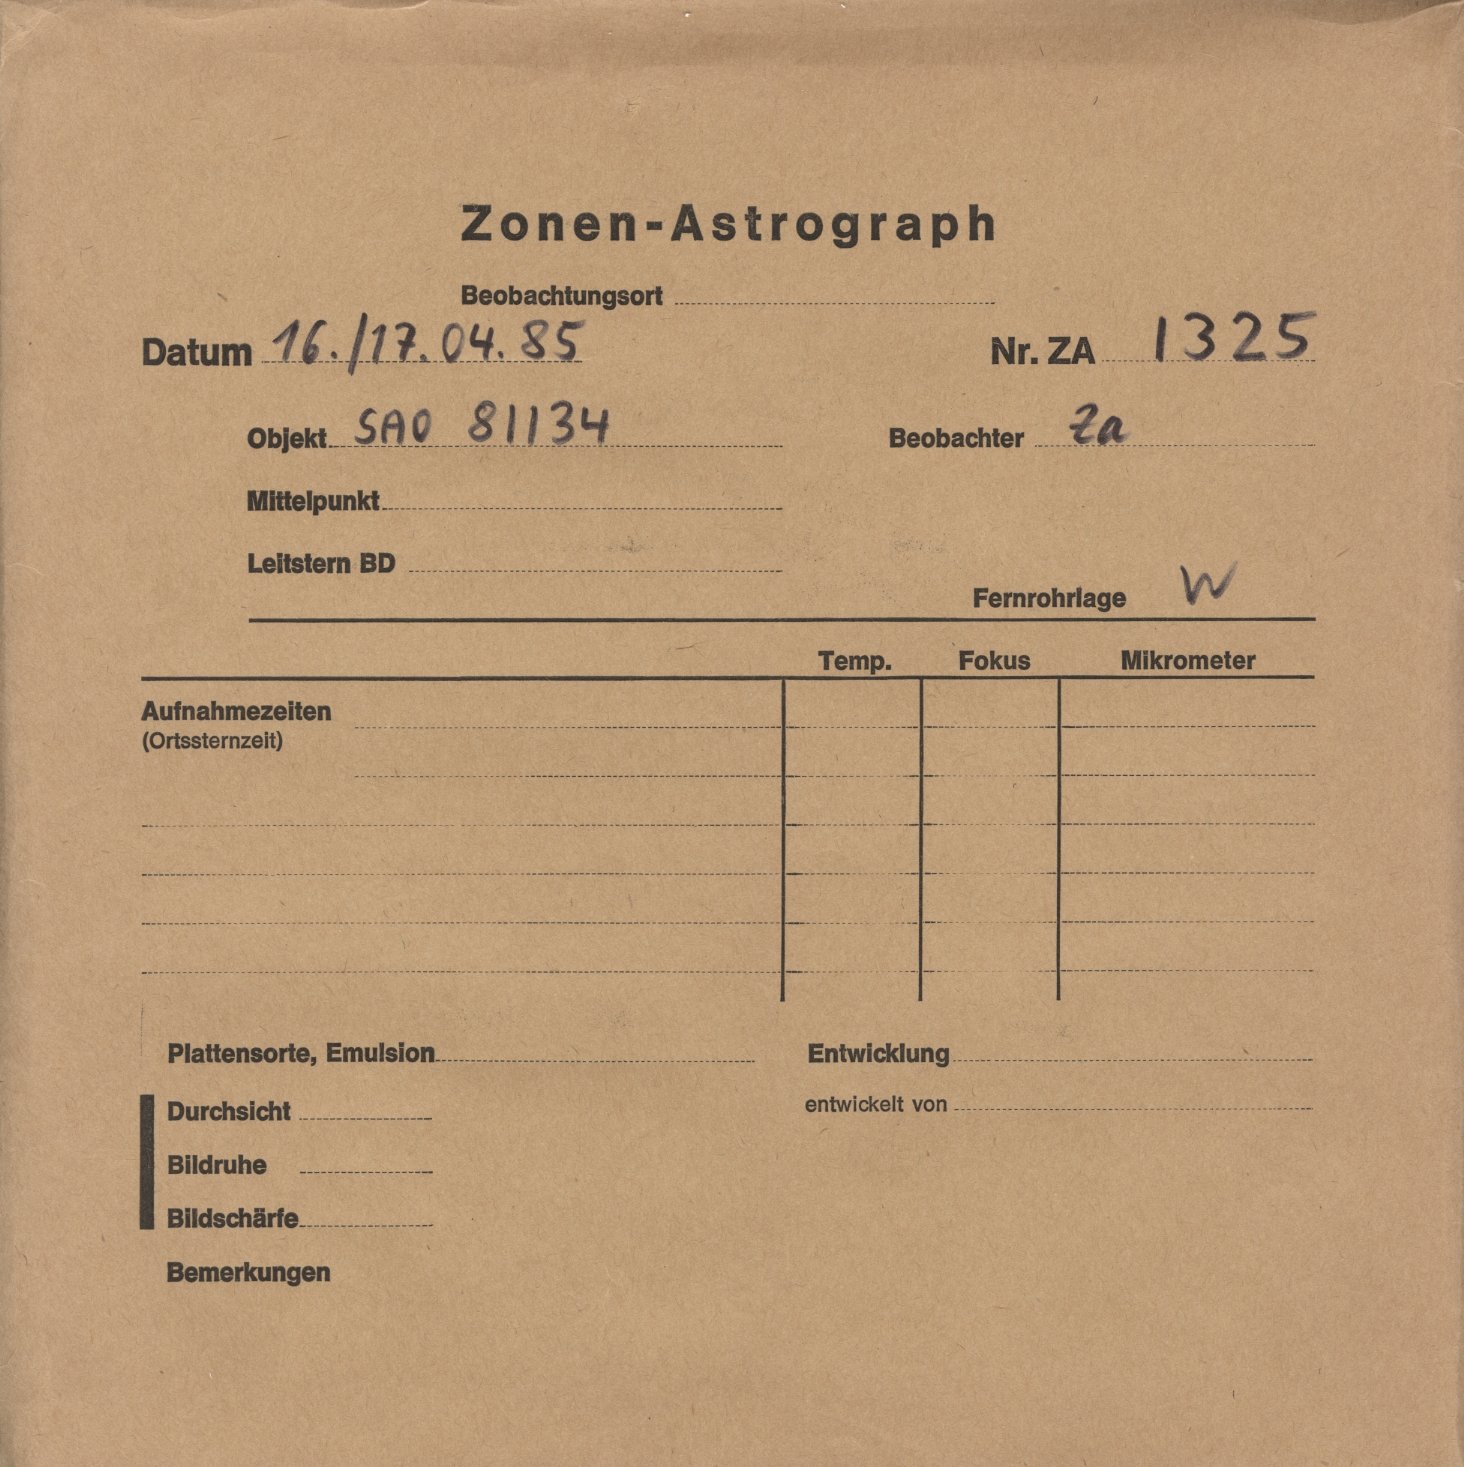 Zonen-Astrograph
Beobachtungsort
Datum 16./17.04.85 Nr. ZA 1325
Objekt SAO 81134 Beobachter Za
Mittelpunkt
Leitstern BD
Fernrohrlage W
Temp. Fokus Mikrometer
Aufnahmezeiten
(Ortssternzeit)
Plattensorte, Emulsion Entwicklung
Durchsicht entwickelt von
Bildruhe
Bildschärfe
Bemerkungen